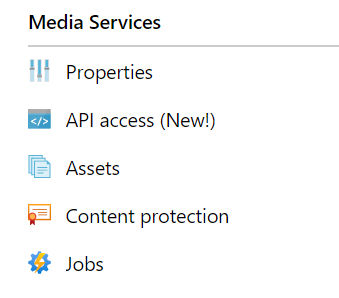 Media Services
Properties
API access (New!)
Assets
Content protection
Jobs